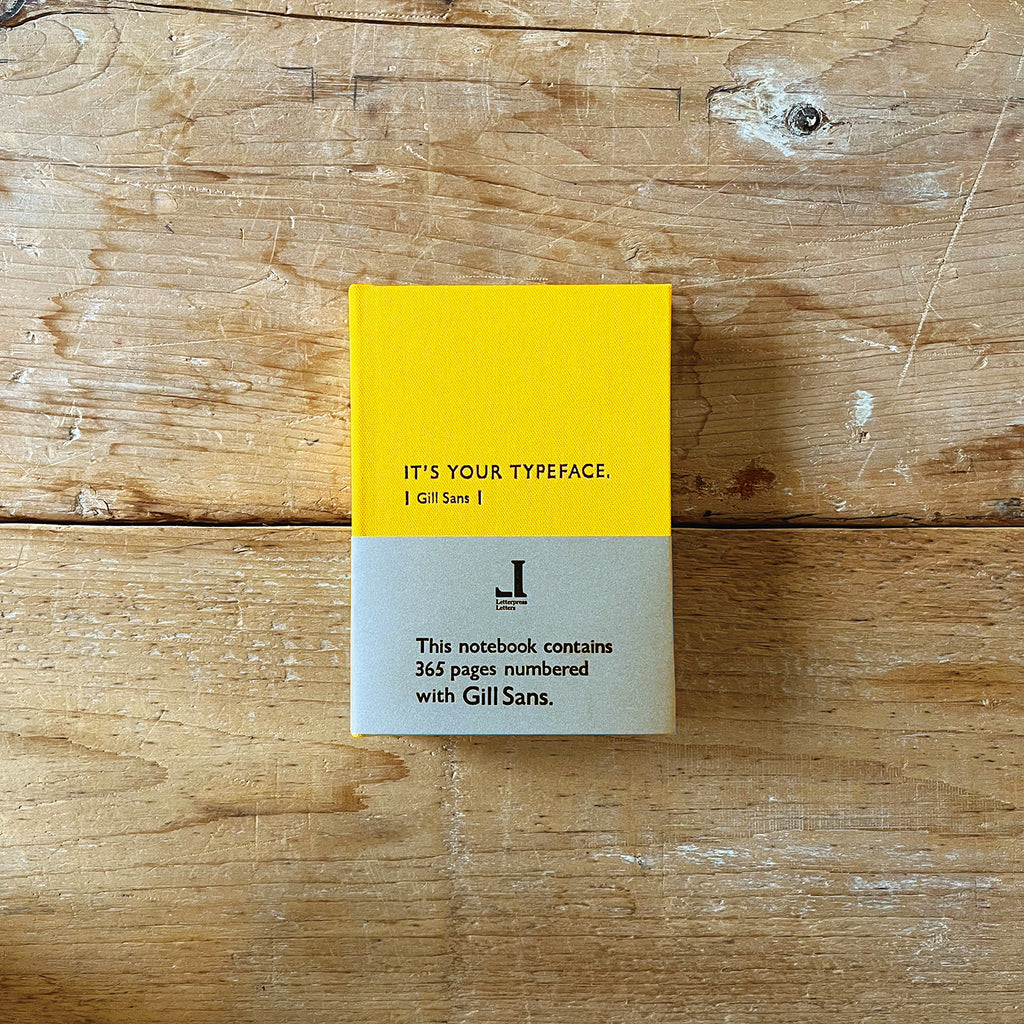 IT'S YOUR TYPEFACE.
| Gill Sans |
Letterpress
Letters
This notebook contains
365 pages numbered
with Gill Sans.